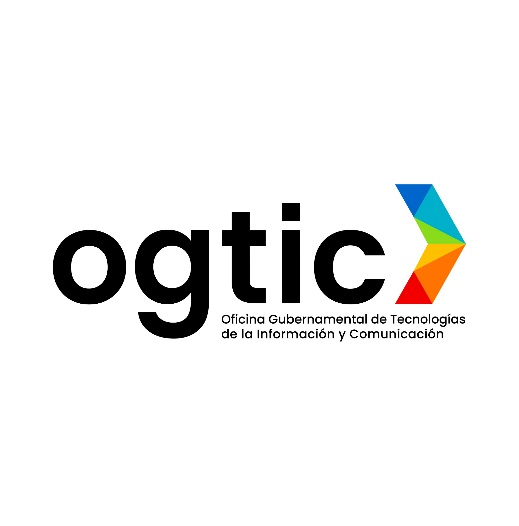 ogtic
Oficina Gubernamental de Tecnologías
de la Información y Comunicación